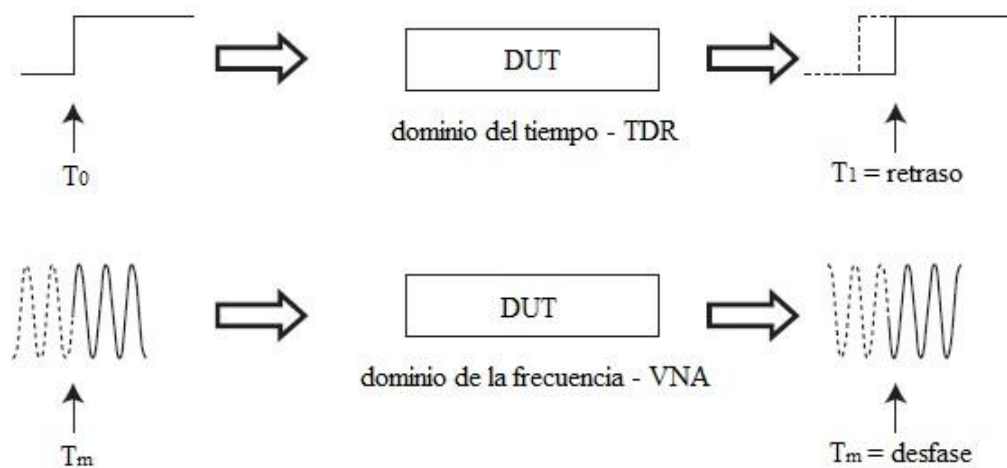 DUT
dominio del tiempo - TDR
T0
T1 = retraso
DUT
dominio de la frecuencia - VNA
Tm
Tm = desfase